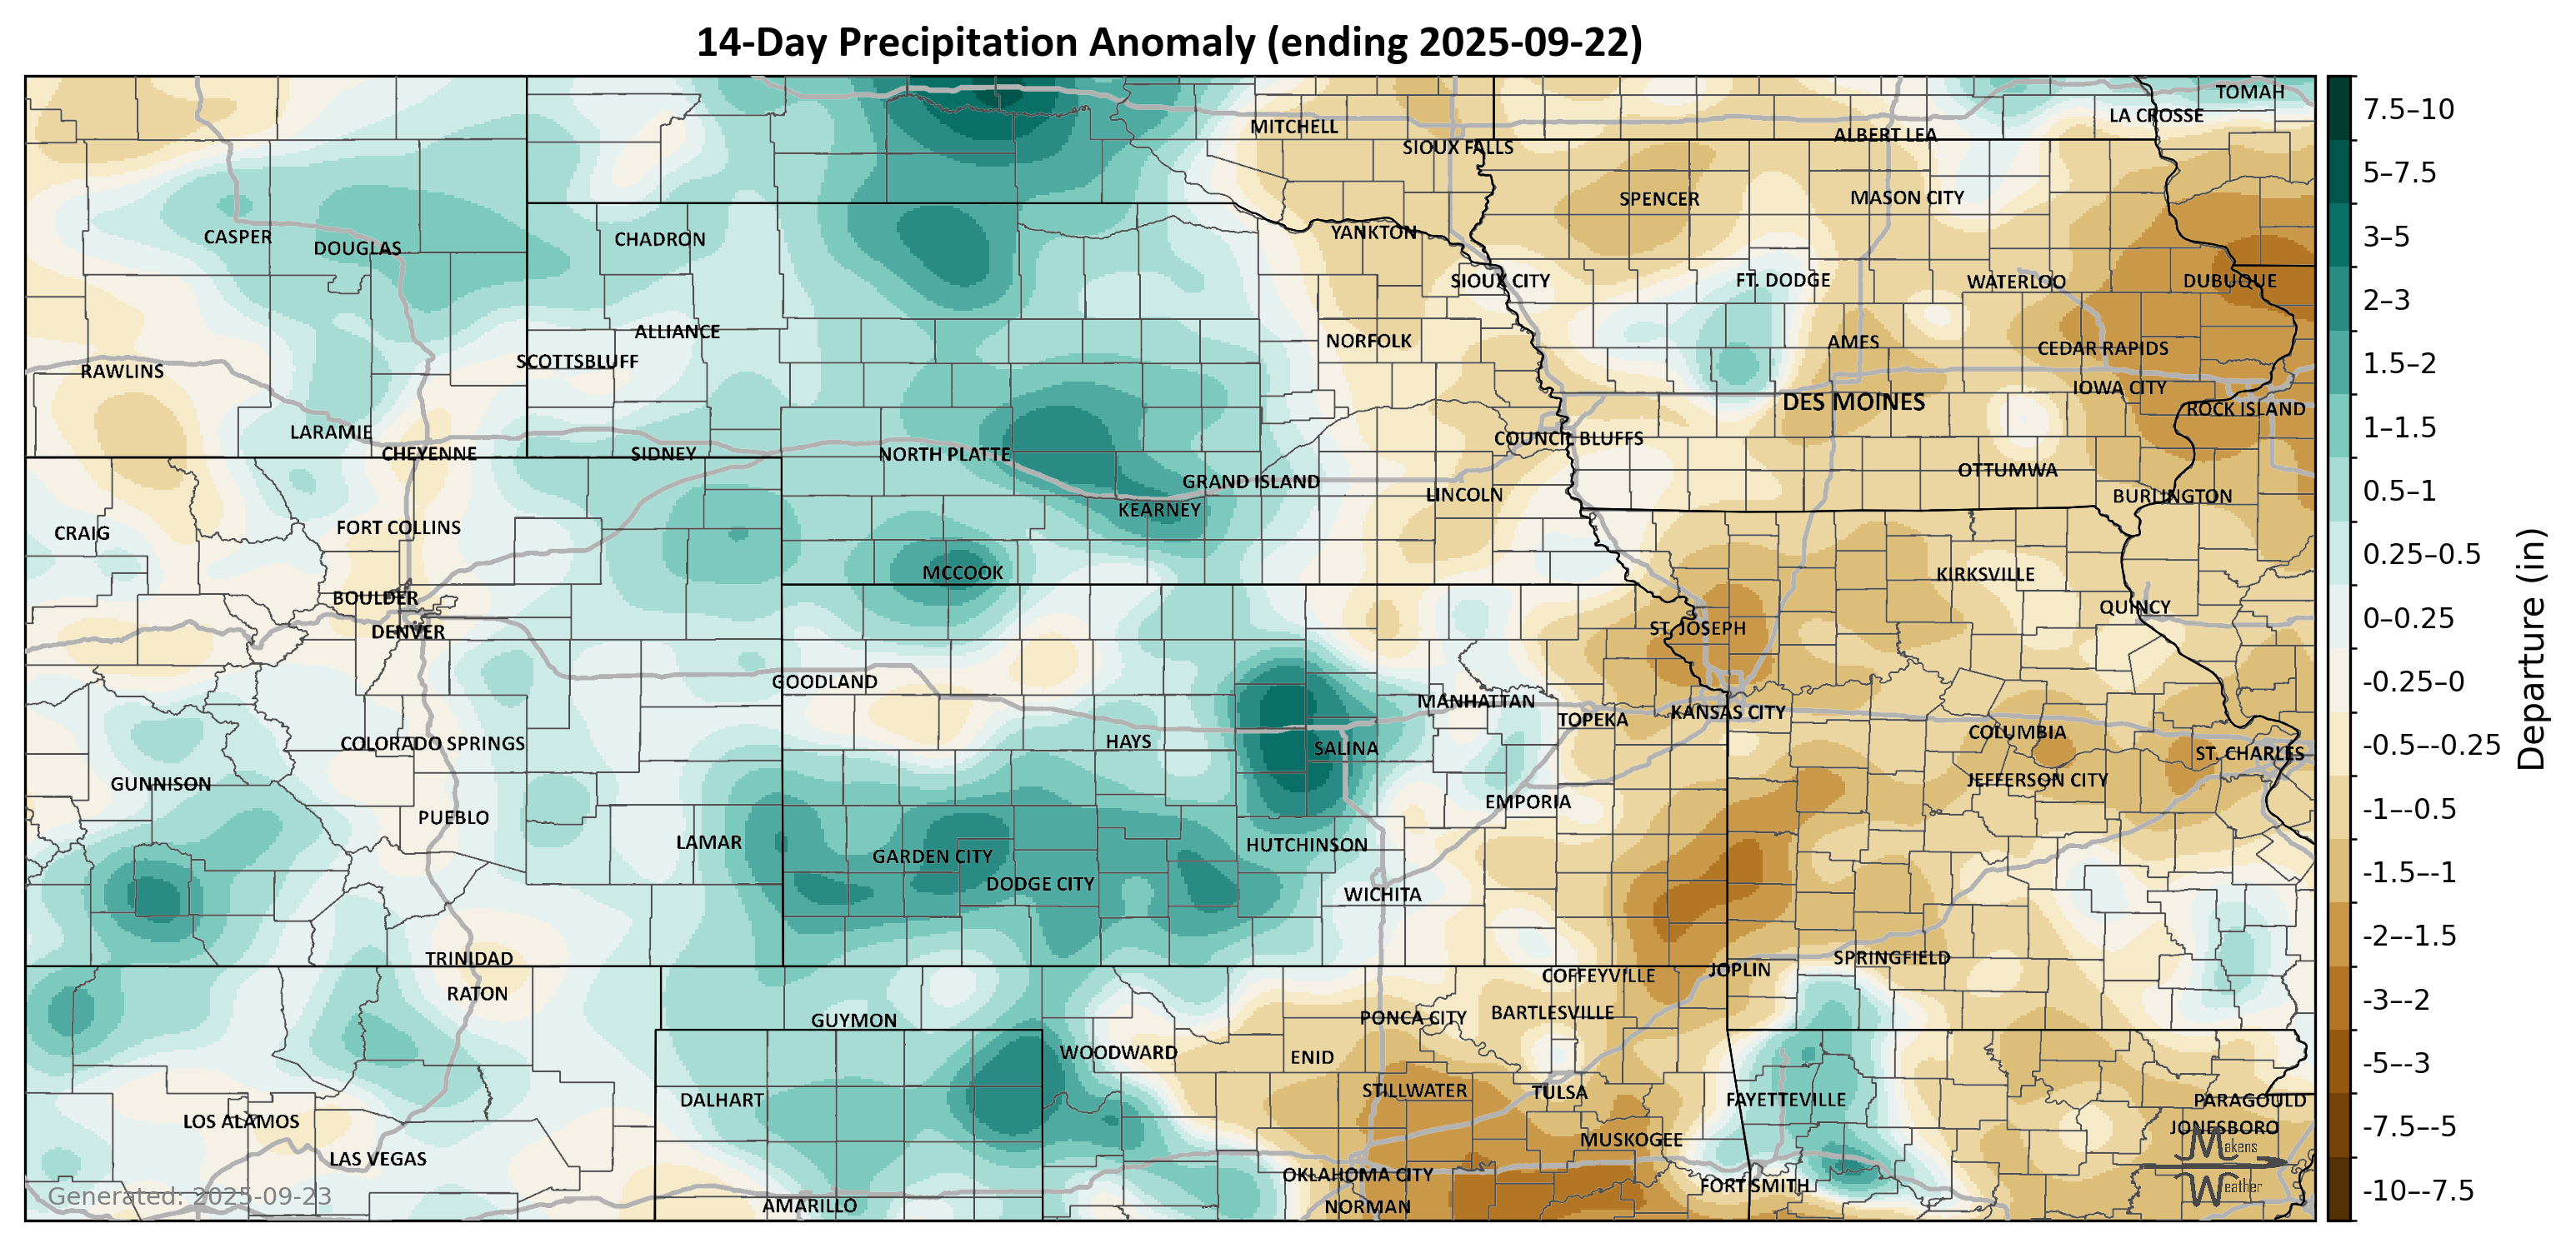 14-Day Precipitation Anomaly (ending 2025-09-22)
TOMAH
LA CROSSE
MITCHELL
ALBERT LEA
SIOUX FALLS
SPENCER
MASON CITY
YANKTON
CASPER
DOUGLAS
CHADRON
SIOUX CITY
FT. DODGE
WATERLOO
DUBUQUE
ALLIANCE
NORFOLK
AMES
CEDAR RAPIDS
SCOTTSBLUFF
RAWLINS
IOWA CITY
DES MOINES
ROCK ISLAND
LARAMIE
COUNCIL BLUFFS
CHEYENNE
SIDNEY
NORTH PLATTE
OTTUMWA
GRAND ISLAND
LINCOLN
BURLINGTON
KEARNEY
CRAIG
FORT COLLINS
MCCOOK
KIRKSVILLE
BOULDER
QUINCY
DENVER
ST. JOSEPH
GOODLAND
MANHATTAN
TOPEKA
KANSAS CITY
COLUMBIA
COLORADO SPRINGS
HAYS
SALINA
ST. CHARLES
GUNNISON
JEFFERSON CITY
EMPORIA
PUEBLO
LAMAR
HUTCHINSON
GARDEN CITY
DODGE CITY
WICHITA
TRINIDAD
SPRINGFIELD
JOPLIN
COFFEYVILLE
RATON
GUYMON
PONCA CITY
BARTLESVILLE
WOODWARD
ENID
STILLWATER
TULSA
DALHART
FAYETTEVILLE
PARAGOULD
LOS ALAMOS
JONESBORO
MUSKOGEE
LAS VEGAS
OKLAHOMA CITY
FORT SMITH
AMARILLO
NORMAN
Makens
Weather
Generated: 2025-09-23
7.5–10
5–7.5
3–5
2–3
1.5–2
1–1.5
0.5–1
0.25–0.5
0–0.25
-0.25–0
-0.5–-0.25
-1–-0.5
-1.5–-1
-2–-1.5
-3–-2
-5–-3
-7.5–-5
-10–-7.5
Departure (in)